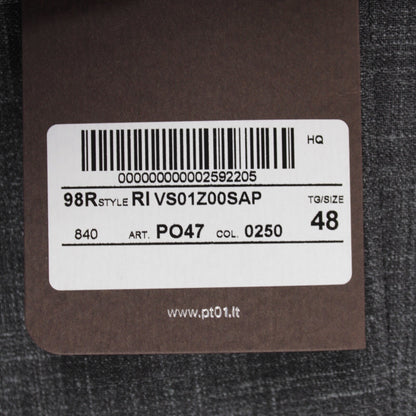 HQ
000000000002592205
98R STYLE RI VS01Z00SAP TG/SIZE
840 ART. PO47 COL. 0250 48
www.pt01.it